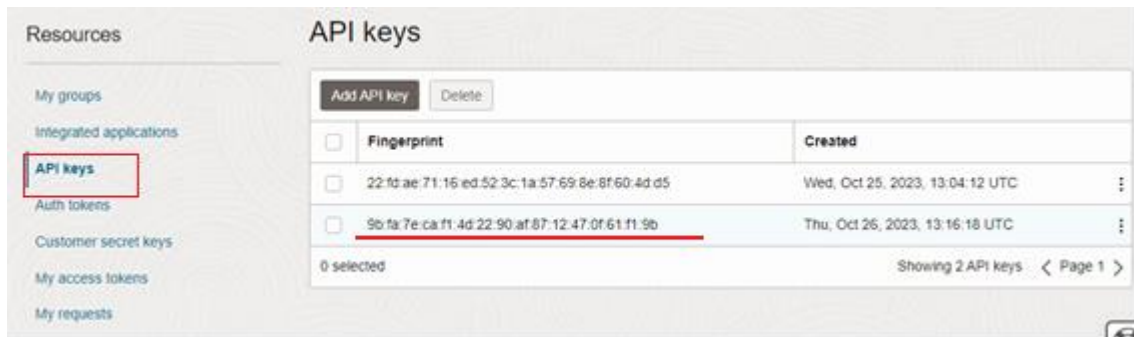 Resources
API keys
My groups
Integrated applications
API keys
Auth tokens
Customer secret keys
My access tokens
My requests
Add API key Delete
Fingerprint Created
22:fd:ae:71:16:ed:52:3c:1a:57:69:8e:8f:60:4d:d5 Wed, Oct 25, 2023, 13:04:12 UTC
9b:fa:7e:ca:f1:4d:22:90:af:87:12:47:0f:61:f1:9b Thu, Oct 26, 2023, 13:16:18 UTC
0 selected Showing 2 API keys < Page 1 >